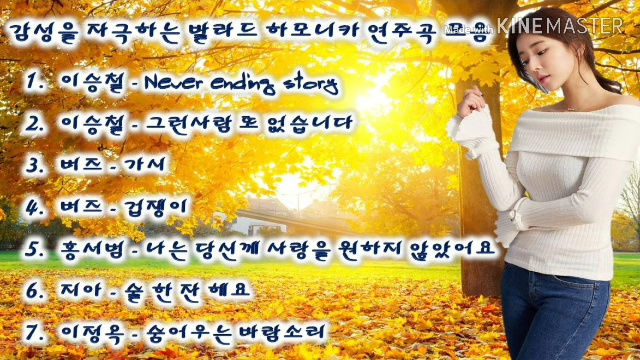 감성을 자극하는 발라드 하모니카 연주곡 모음
Made with KINEMASTER
1. 이승철 - Never ending story
2. 이승철 - 그런사람 또 없습니다
3. 버즈 - 가시
4. 버즈 - 겁쟁이
5. 홍서범 - 나는 당신께 사랑을 원하지 않았어요
6. 지아 - 술 한 잔 해요
7. 이정옥 - 숨어우는 바람소리